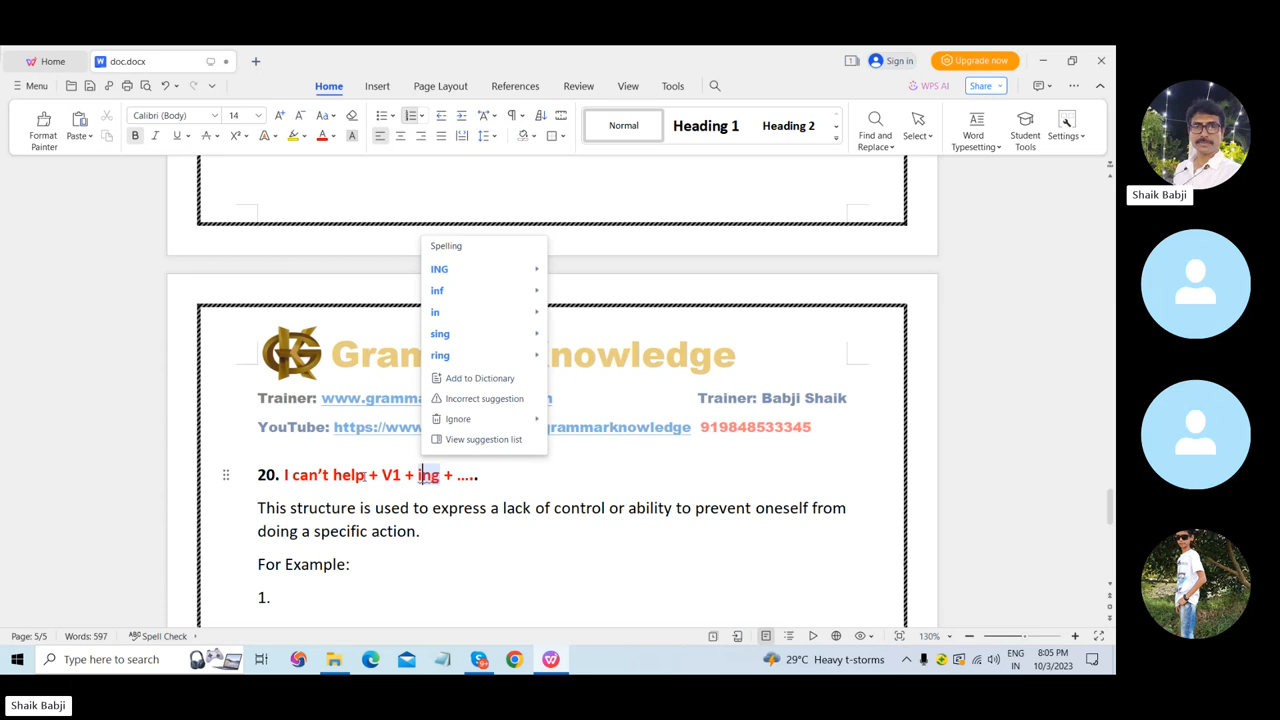 Home
doc.docx
Sign in
Upgrade now
Menu
Home
Insert
Page Layout
References
Review
View
Tools
WPS AI
Share
Format
Painter
Paste
Calibri (Body)
14
Normal
Heading 1
Heading 2
Find and
Replace
Select
Word
Typesetting
Student
Tools
Settings
Shaik Babji
Spelling
ING
inf
in
sing
ring
Add to Dictionary
Incorrect suggestion
Ignore
View suggestion list
GK Gram nowledge
Trainer: www.gramma m Trainer: Babji Shaik
YouTube: https://www. grammarknowledge 919848533345
20. I can’t help + V1 + ing + …..
This structure is used to express a lack of control or ability to prevent oneself from
doing a specific action.
For Example:
1.
Page: 5/5 Words: 597 Spell Check 130%
Type here to search
29°C Heavy t-storms
ENG
IN
8:05 PM
10/3/2023
Shaik Babji